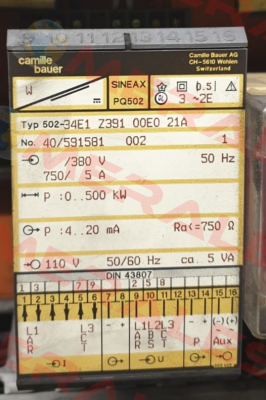 9 10 11 12 13 14 15 16
camille
bauer
Camille Bauer AG
CH-5610 Wohlen
Switzerland
W
SINEAX
PQ502
0.5
3 ~2E
Typ 502-34E1 Z391 00E0 21A
No. 40/591581 002 1
/380 V 50 Hz
750/ 5 A
P :0..500 kW
P :4..20 mA Ra<=750 Ω
110 V 50/60 Hz ca. 5 VA
DIN 43807
1 3 7 9 2 5 8
1 2 3 4 5 6 7 8 9 10 11 12 13 14 15 16
L1 L3 - + L1 L2 L3 - + (-) (+)
A C A B C P Aux
R T R S T
I U